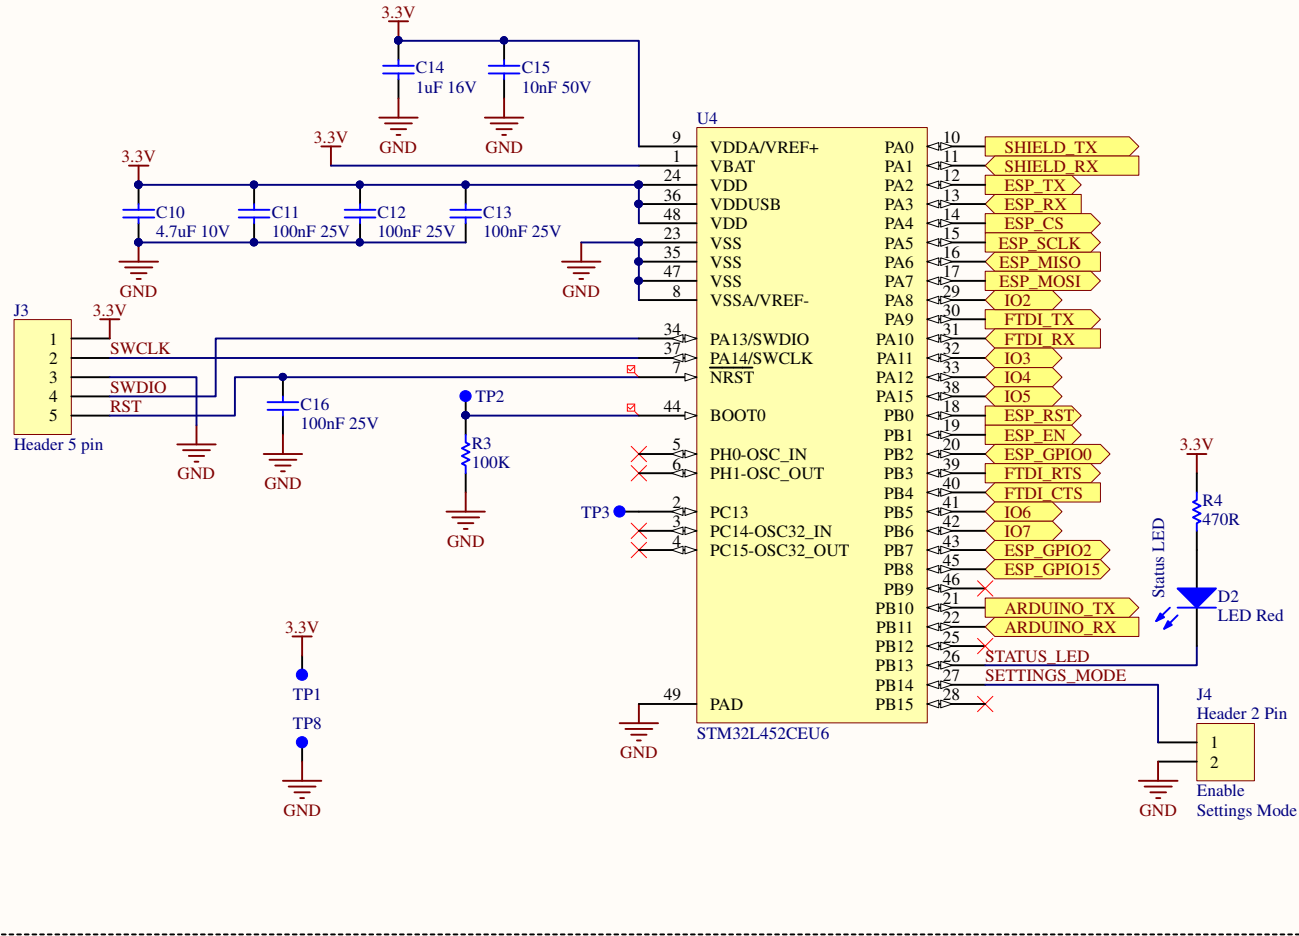 3.3V
C14
1uF 16V
C15
10nF 50V
GND
GND
3.3V
3.3V
C10
4.7uF 10V
C11
100nF 25V
C12
100nF 25V
C13
100nF 25V
GND
GND
J3
3.3V
1
2 SWCLK
3
4 SWDIO
5 RST
Header 5 pin
GND
C16
100nF 25V
GND
TP2
R3
100K
GND
TP3
3.3V
TP1
TP8
GND
U4
9 VDDA/VREF+
1 VBAT
24 VDD
36 VDDUSB
48 VDD
23 VSS
35 VSS
47 VSS
8 VSSA/VREF-
34 PA13/SWDIO
37 PA14/SWCLK
7 NRST
44 BOOT0
5 PH0-OSC_IN
6 PH1-OSC_OUT
2 PC13
3 PC14-OSC32_IN
4 PC15-OSC32_OUT
49 PAD
GND
STM32L452CEU6
PA0 10 SHIELD_TX
PA1 11 SHIELD_RX
PA2 12 ESP_TX
PA3 13 ESP_RX
PA4 14 ESP_CS
PA5 15 ESP_SCLK
PA6 16 ESP_MISO
PA7 17 ESP_MOSI
PA8 29 IO2
PA9 30 FTDI_TX
PA10 31 FTDI_RX
PA11 32 IO3
PA12 33 IO4
PA15 38 IO5
PB0 18 ESP_RST
PB1 19 ESP_EN
PB2 20 ESP_GPIO0
PB3 39 FTDI_RTS
PB4 40 FTDI_CTS
PB5 41 IO6
PB6 42 IO7
PB7 43 ESP_GPIO2
PB8 45 ESP_GPIO15
PB9 46
PB10 21 ARDUINO_TX
PB11 22 ARDUINO_RX
PB12 25
PB13 26 STATUS_LED
PB14 27 SETTINGS_MODE
PB15 28
3.3V
R4
470R
Status LED
D2
LED Red
J4
Header 2 Pin
1
2
GND
Enable
Settings Mode